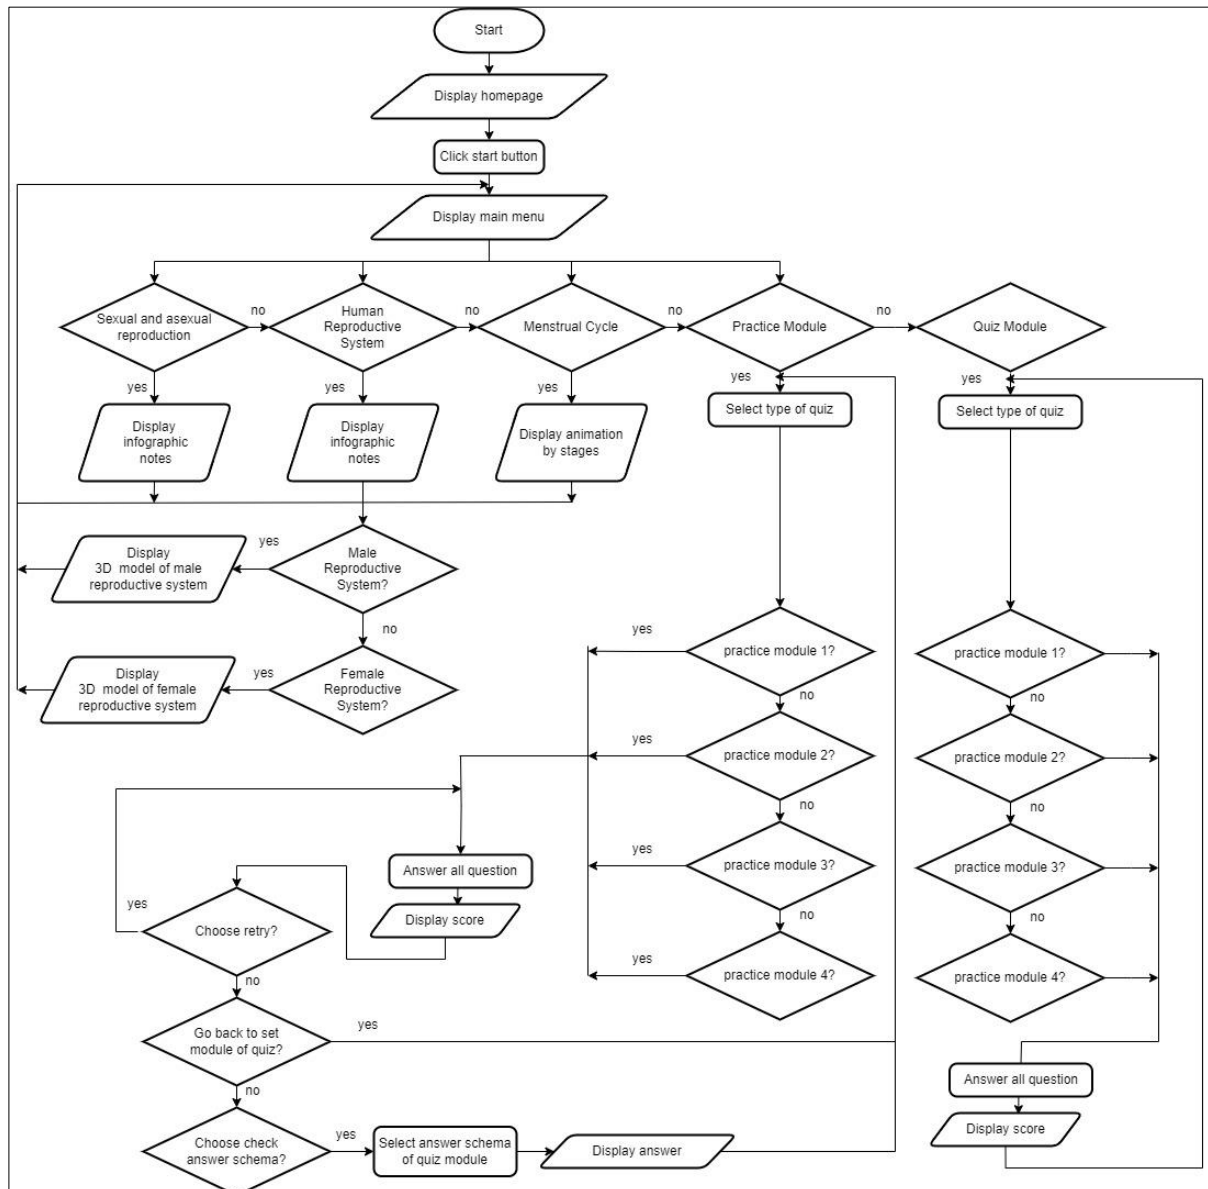 Start
Display homepage
Click start button
Display main menu
Sexual and asexual
reproduction
no
Human
Reproductive
System
no
Menstrual Cycle
no
Practice Module
no
Quiz Module
yes
yes
yes
yes
yes
Display
infographic
notes
Display
infographic
notes
Display animation
by stages
Select type of quiz
Select type of quiz
Display
3D model of male
reproductive system
yes
Male
Reproductive
System?
no
Display
3D model of female
reproductive system
yes
Female
Reproductive
System?
yes
practice module 1?
no
yes
practice module 2?
no
yes
practice module 3?
no
yes
practice module 4?
practice module 1?
no
practice module 2?
no
practice module 3?
no
practice module 4?
Answer all question
Display score
yes
Choose retry?
no
Go back to set
module of quiz?
yes
no
Choose check
answer schema?
yes
Select answer schema
of quiz module
Display answer
Answer all question
Display score